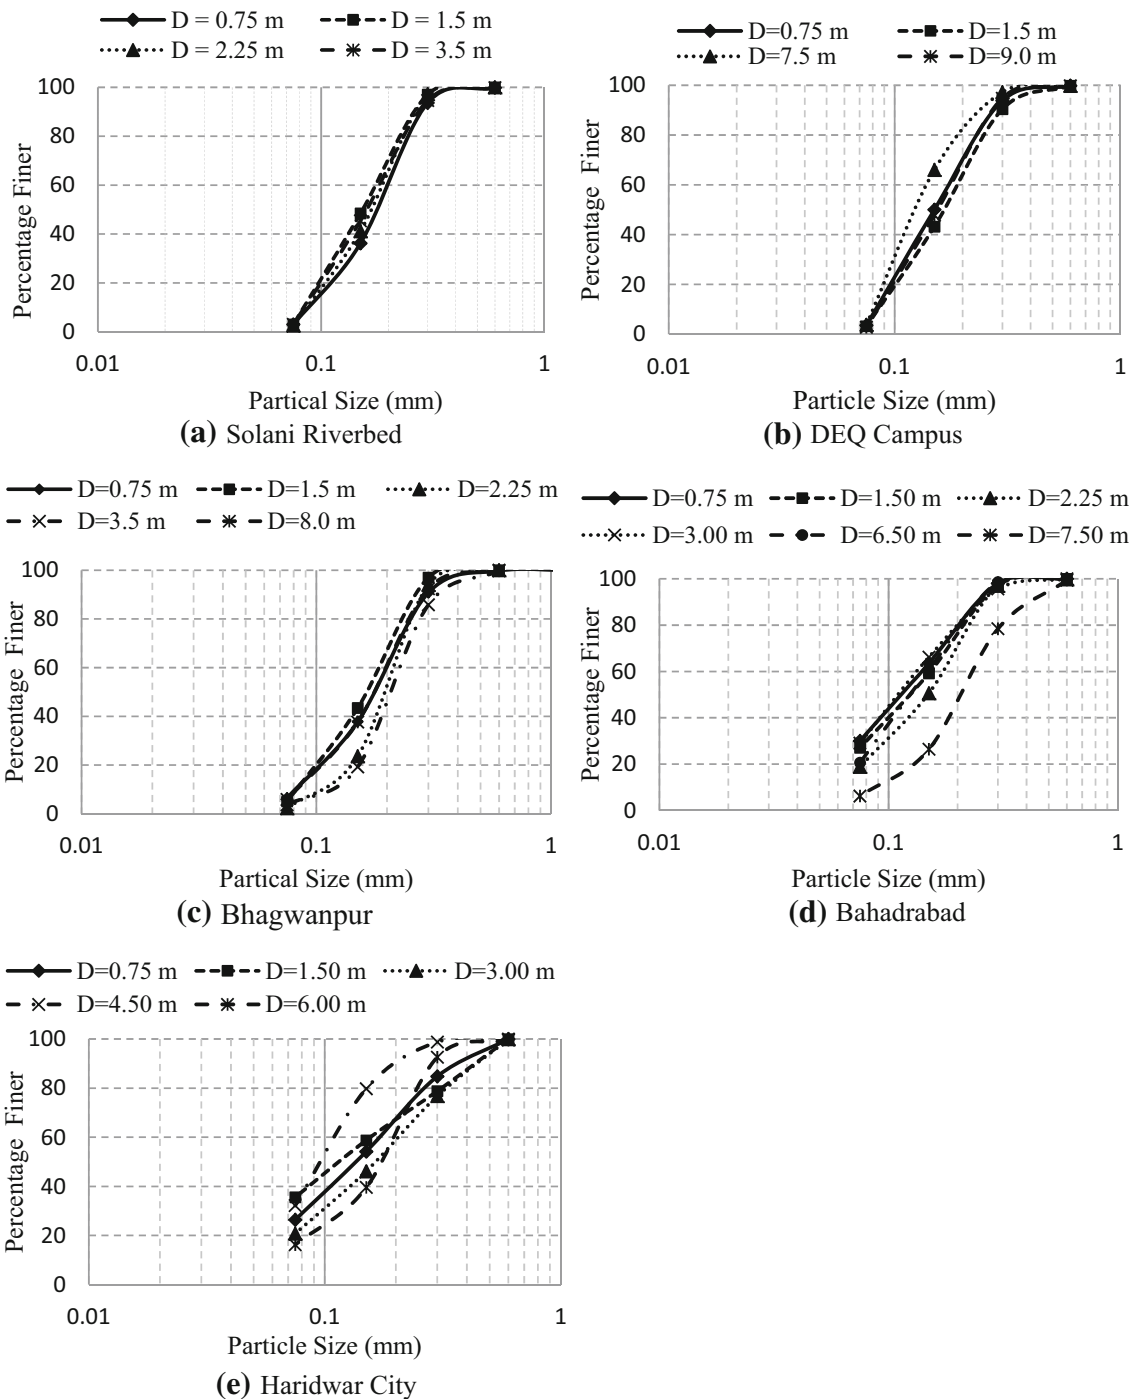 D = 0.75 m D = 1.5 m
D = 2.25 m D = 3.5 m
100
80
60
40
20
0
Percentage Finer
0.01 0.1 1
Partical Size (mm)
(a) Solani Riverbed
D=0.75 m D=1.5 m
D=7.5 m D=9.0 m
100
80
60
40
20
0
Percentage Finer
0.01 0.1 1
Particle Size (mm)
(b) DEQ Campus
D=0.75 m D=1.5 m D=2.25 m
D=3.5 m D=8.0 m
100
80
60
40
20
0
Percentage Finer
0.01 0.1 1
Partical Size (mm)
(c) Bhagwanpur
D=0.75 m D=1.50 m D=2.25 m
D=3.00 m D=6.50 m D=7.50 m
100
80
60
40
20
0
Percentage Finer
0.01 0.1 1
Particle Size (mm)
(d) Bahadrabad
D=0.75 m D=1.50 m D=3.00 m
D=4.50 m D=6.00 m
100
80
60
40
20
0
Percentage Finer
0.01 0.1 1
Particle Size (mm)
(e) Haridwar City